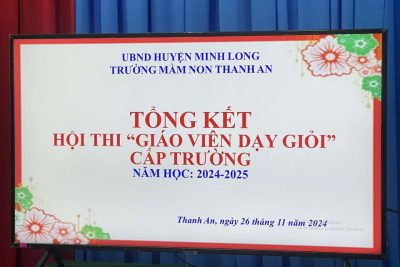 UBND HUYỆN MINH LONG
TRƯỜNG MẦM NON THANH AN
TỔNG KẾT
HỘI THI “GIÁO VIÊN DẠY GIỎI”
CẤP TRƯỜNG
NĂM HỌC: 2024-2025
Thanh An, ngày 26 tháng 11 năm 2024